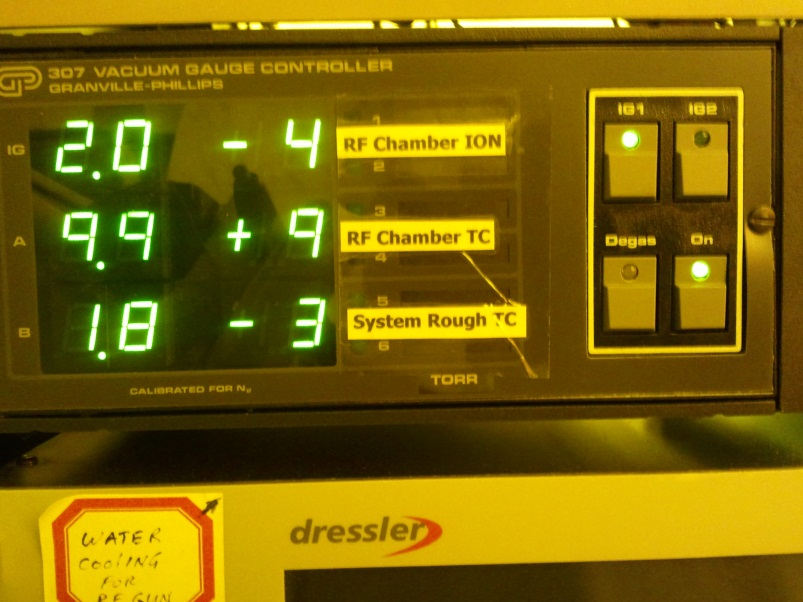 GP 307 VACUUM GAUGE CONTROLLER
GRANVILLE-PHILLIPS
IG1 IG2
IG 2.0 - 4 1 RF Chamber ION
2
A 9.9 + 9 3 RF Chamber TC
4
Degas On
B 1.8 - 3 5 System Rough TC
6
CALIBRATED FOR N₂ TORR
dressler
WATER
COOLING
FOR
RF GUN